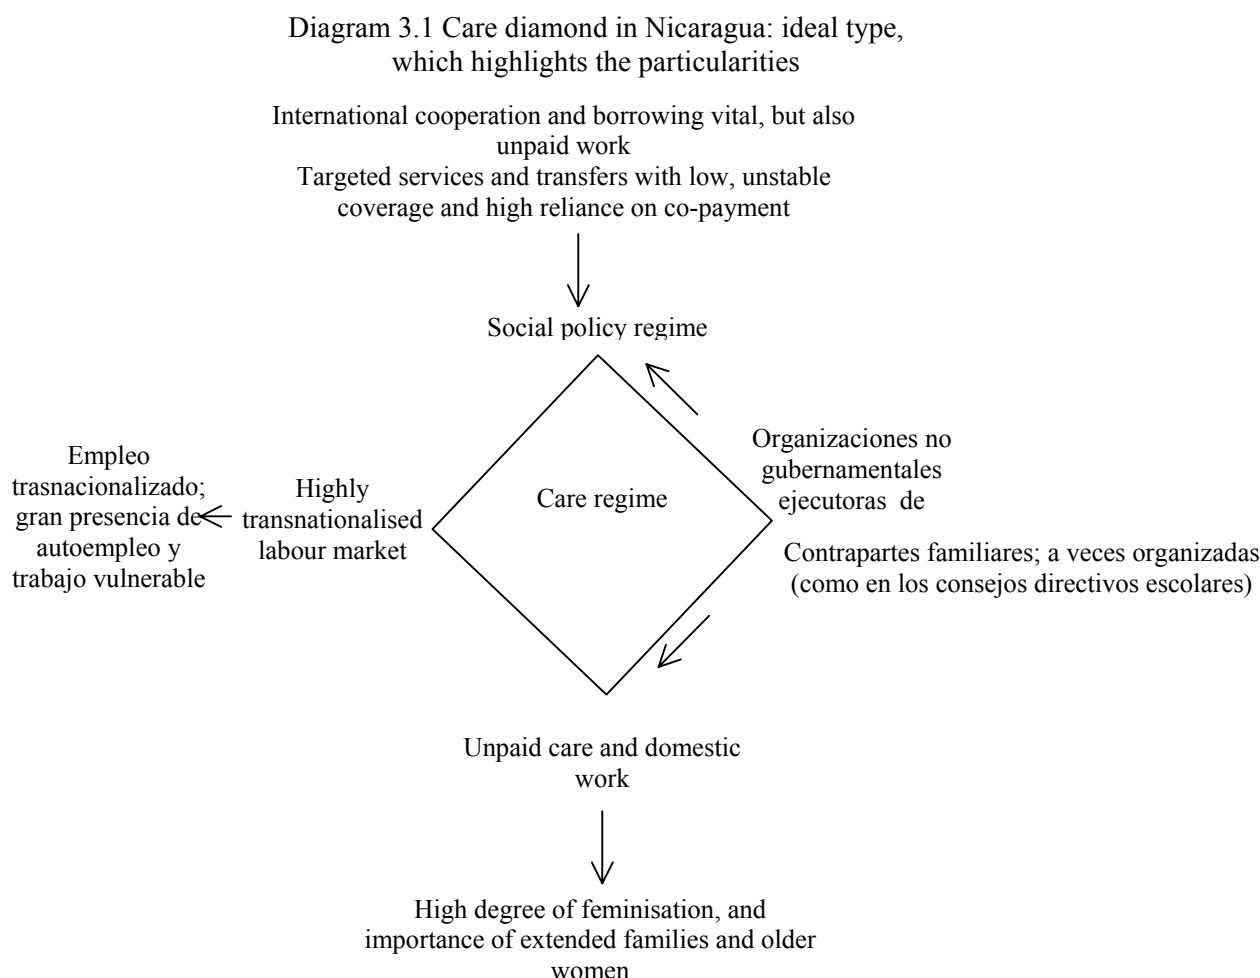 Diagram 3.1 Care diamond in Nicaragua: ideal type,
which highlights the particularities
International cooperation and borrowing vital, but also
unpaid work
Targeted services and transfers with low, unstable
coverage and high reliance on co-payment
Social policy regime
Empleo
trasnacionalizado;
gran presencia de
autoempleo y
trabajo vulnerable
Highly
transnationalised
labour market
Care regime
Organizaciones no
gubernamentales
ejecutoras de
Contrapartes familiares; a veces organizadas
(como en los consejos directivos escolares)
Unpaid care and domestic
work
High degree of feminisation, and
importance of extended families and older
women